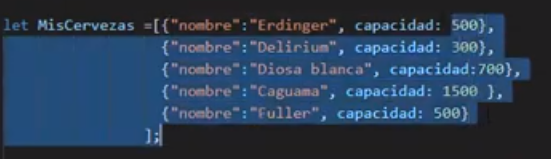 let MisCervezas =[{"nombre":"Erdinger", capacidad: 500},
{"nombre":"Delirium", capacidad: 300},
{"nombre":"Diosa blanca", capacidad:700},
{"nombre":"Caguama", capacidad: 1500 },
{"nombre":"Fuller", capacidad: 500}
];